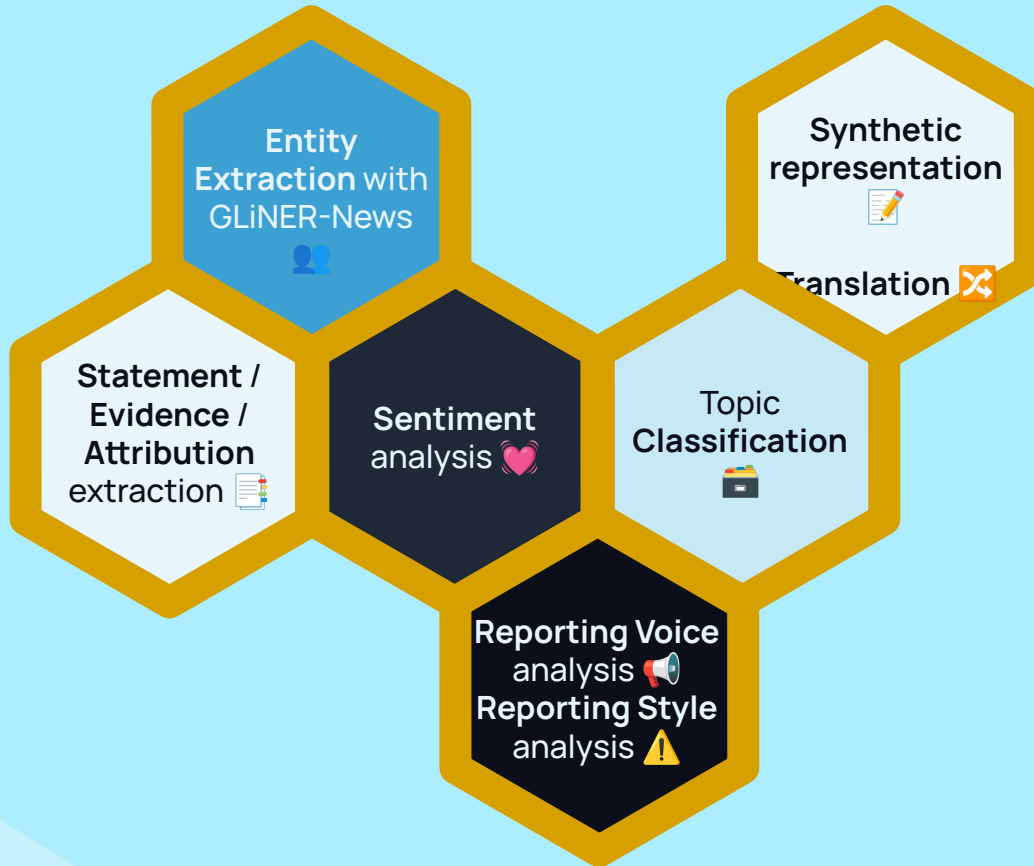 Entity
Extraction with
GLiNER-News
Synthetic
representation
Translation
Statement /
Evidence /
Attribution
extraction
Sentiment
analysis
Topic
Classification
Reporting Voice
analysis
Reporting Style
analysis